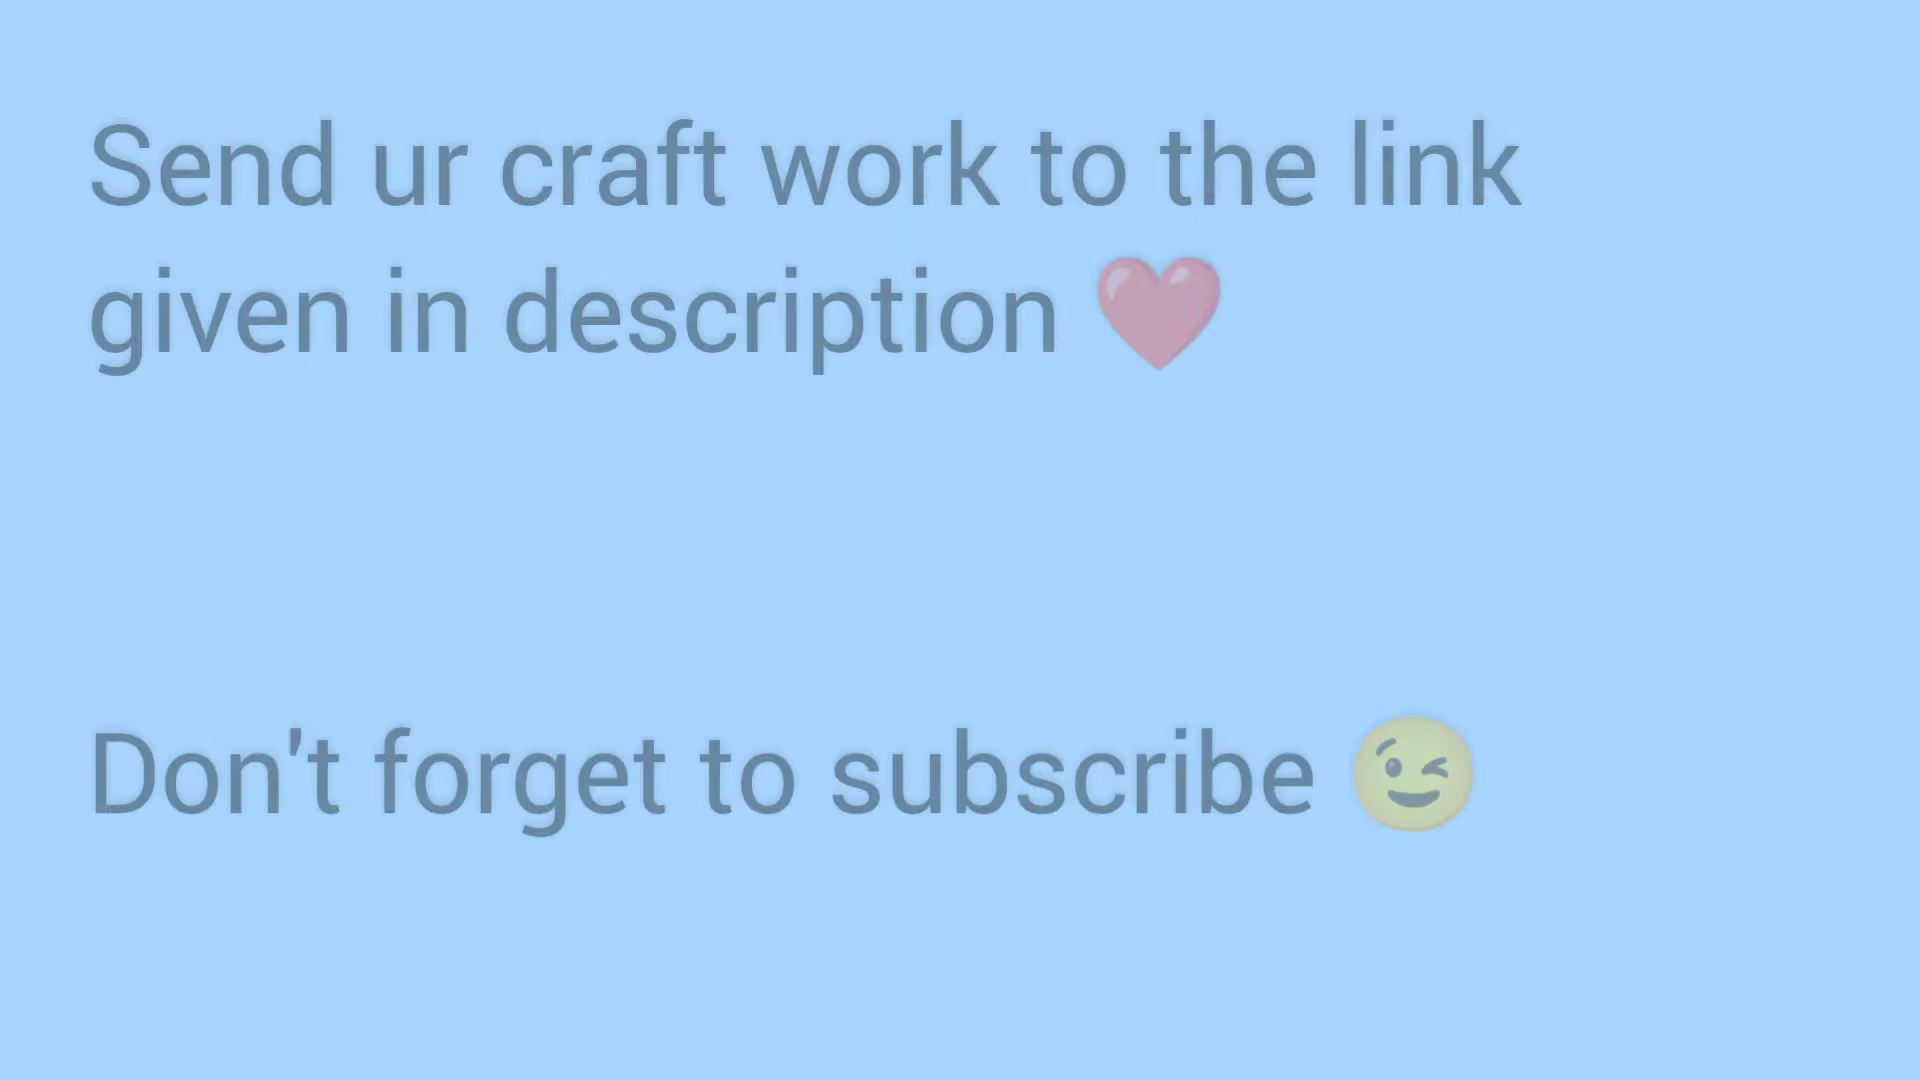 Send ur craft work to the link
given in description ❤️
Don't forget to subscribe 😉